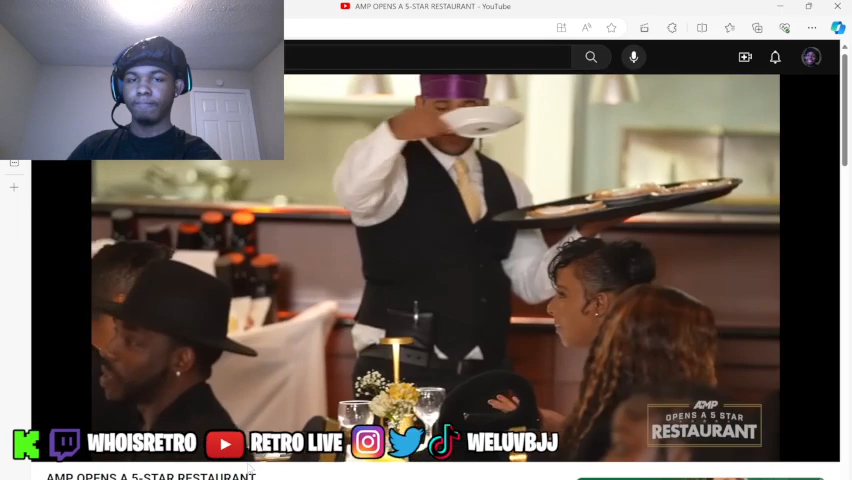 AMP OPENS A 5-STAR RESTAURANT - YouTube
AMP
OPENS A 5 STAR
RESTAURANT
K WHOISRETRO RETRO LIVE WELUVBJJ
AMP OPENS A 5-STAR RESTAURANT